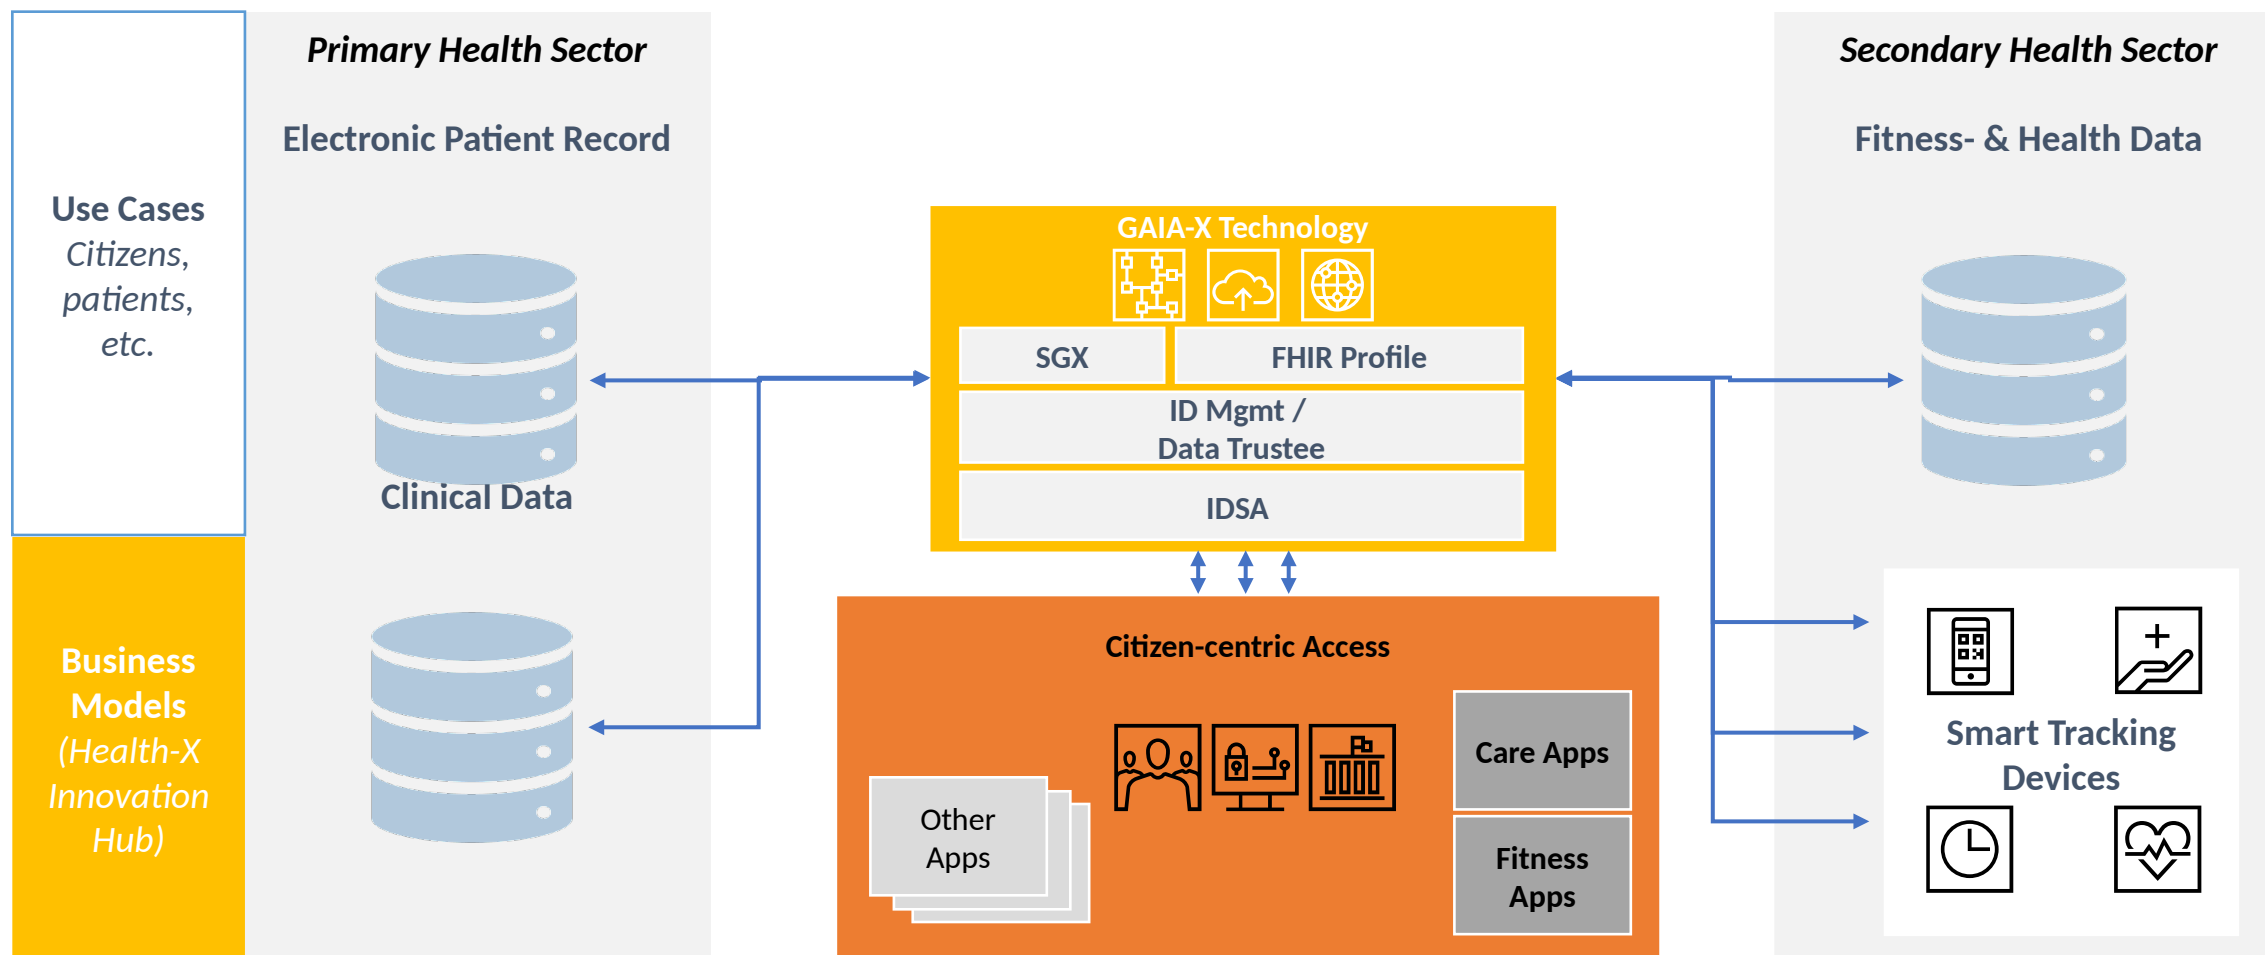 Use Cases
Citizens,
patients,
etc.
Business
Models
(Health-X
Innovation
Hub)
Primary Health Sector
Electronic Patient Record
Clinical Data
GAIA-X Technology
SGX
FHIR Profile
ID Mgmt /
Data Trustee
IDSA
Citizen-centric Access
Other
Apps
Care Apps
Fitness
Apps
Secondary Health Sector
Fitness- & Health Data
Smart Tracking
Devices